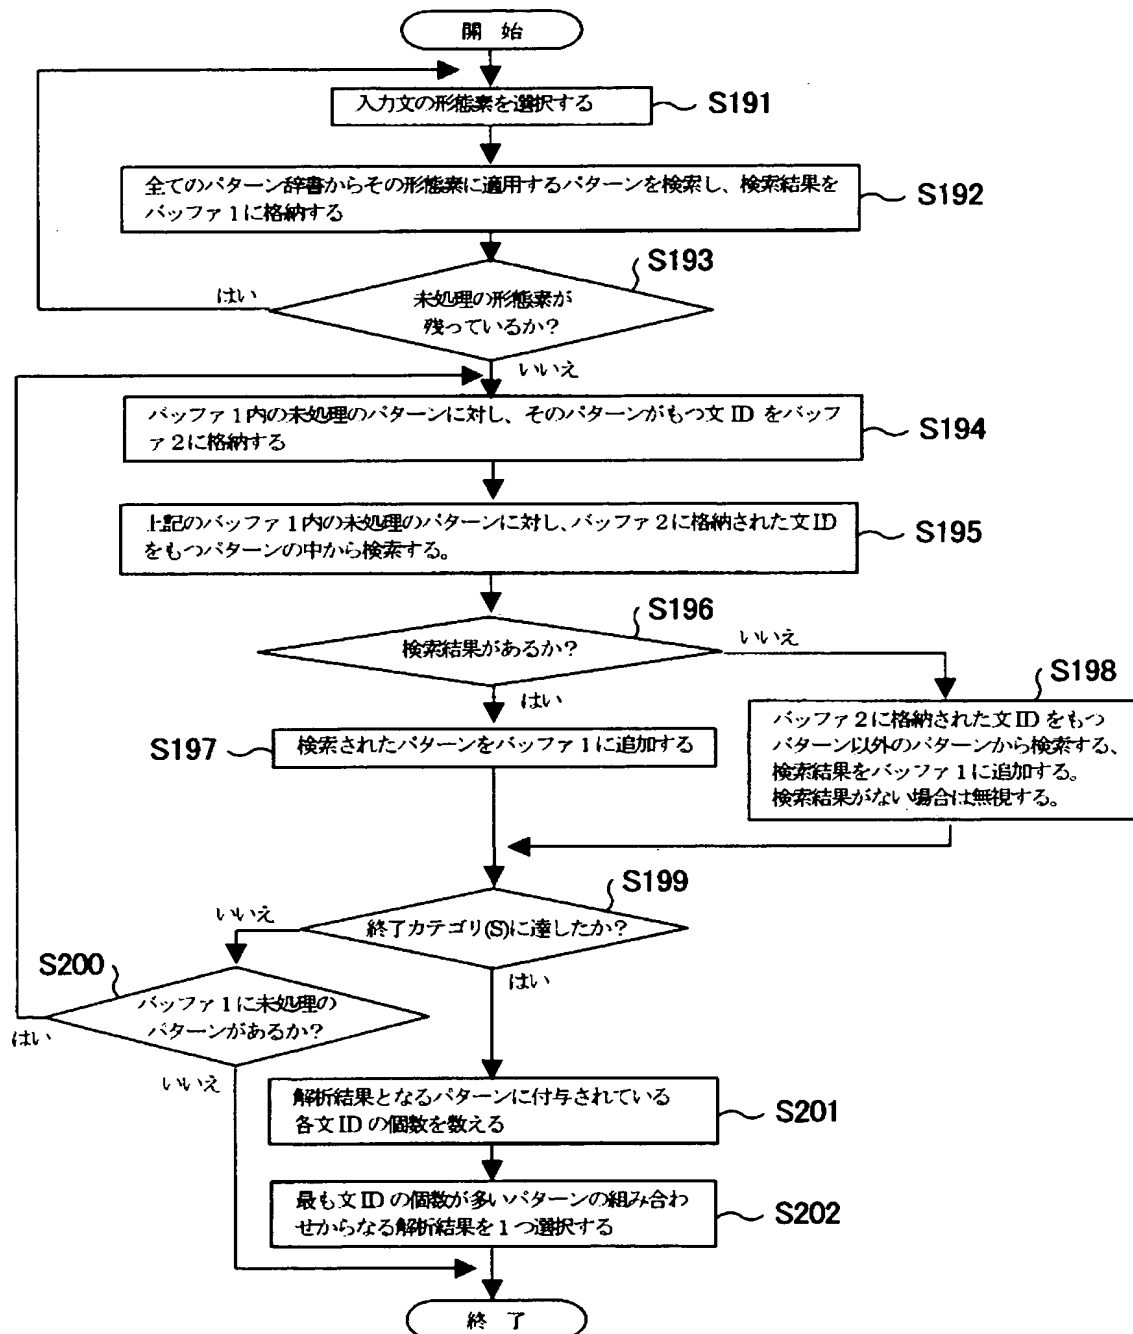 開 始
入力文の形態素を選択する
S191
全てのパターン辞書からその形態素に適用するパターンを検索し、検索結果を
バッファ1に格納する
S192
S193
未処理の形態素が
残っているか?
はい
いいえ
バッファ1内の未処理のパターンに対し、そのパターンがもつ文IDをバッフ
ァ2に格納する
S194
上記のバッファ1内の未処理のパターンに対し、バッファ2に格納された文ID
をもつパターンの中から検索する。
S195
S196
検索結果があるか?
いいえ
はい
S197
検索されたパターンをバッファ1に追加する
S198
バッファ2に格納された文IDをもつ
パターン以外のパターンから検索する、
検索結果をバッファ1に追加する。
検索結果がない場合は無視する。
S199
終了カテゴリ(S)に達したか?
いいえ
はい
S200
バッファ1に未処理の
パターンがあるか?
はい
いいえ
解析結果となるパターンに付与されている
各文IDの個数を数える
S201
最も文IDの個数が多いパターンの組み合わ
せからなる解析結果を1つ選択する
S202
終 了